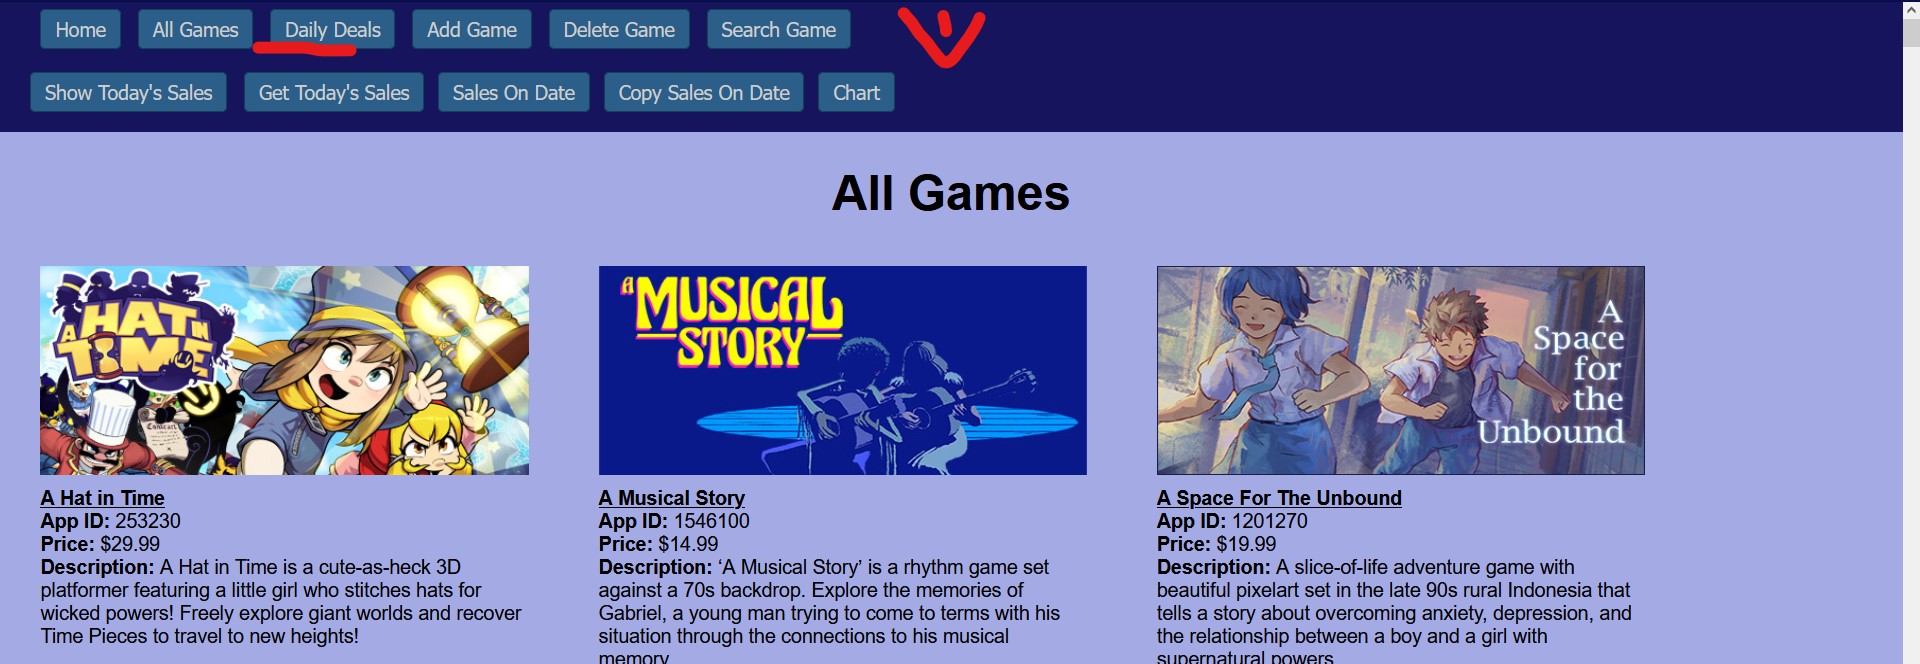 Home All Games Daily Deals Add Game Delete Game Search Game
Show Today's Sales Get Today's Sales Sales On Date Copy Sales On Date Chart
All Games
A HAT IN TIME
Contract
A MUSICAL STORY
A
Space
for
the
Unbound
A Hat in Time
App ID: 253230
Price: $29.99
Description: A Hat in Time is a cute-as-heck 3D
platformer featuring a little girl who stitches hats for
wicked powers! Freely explore giant worlds and recover
Time Pieces to travel to new heights!
A Musical Story
App ID: 1546100
Price: $14.99
Description: ‘A Musical Story’ is a rhythm game set
against a 70s backdrop. Explore the memories of
Gabriel, a young man trying to come to terms with his
situation through the connections to his musical
memory
A Space For The Unbound
App ID: 1201270
Price: $19.99
Description: A slice-of-life adventure game with
beautiful pixelart set in the late 90s rural Indonesia that
tells a story about overcoming anxiety, depression, and
the relationship between a boy and a girl with
supernatural powers